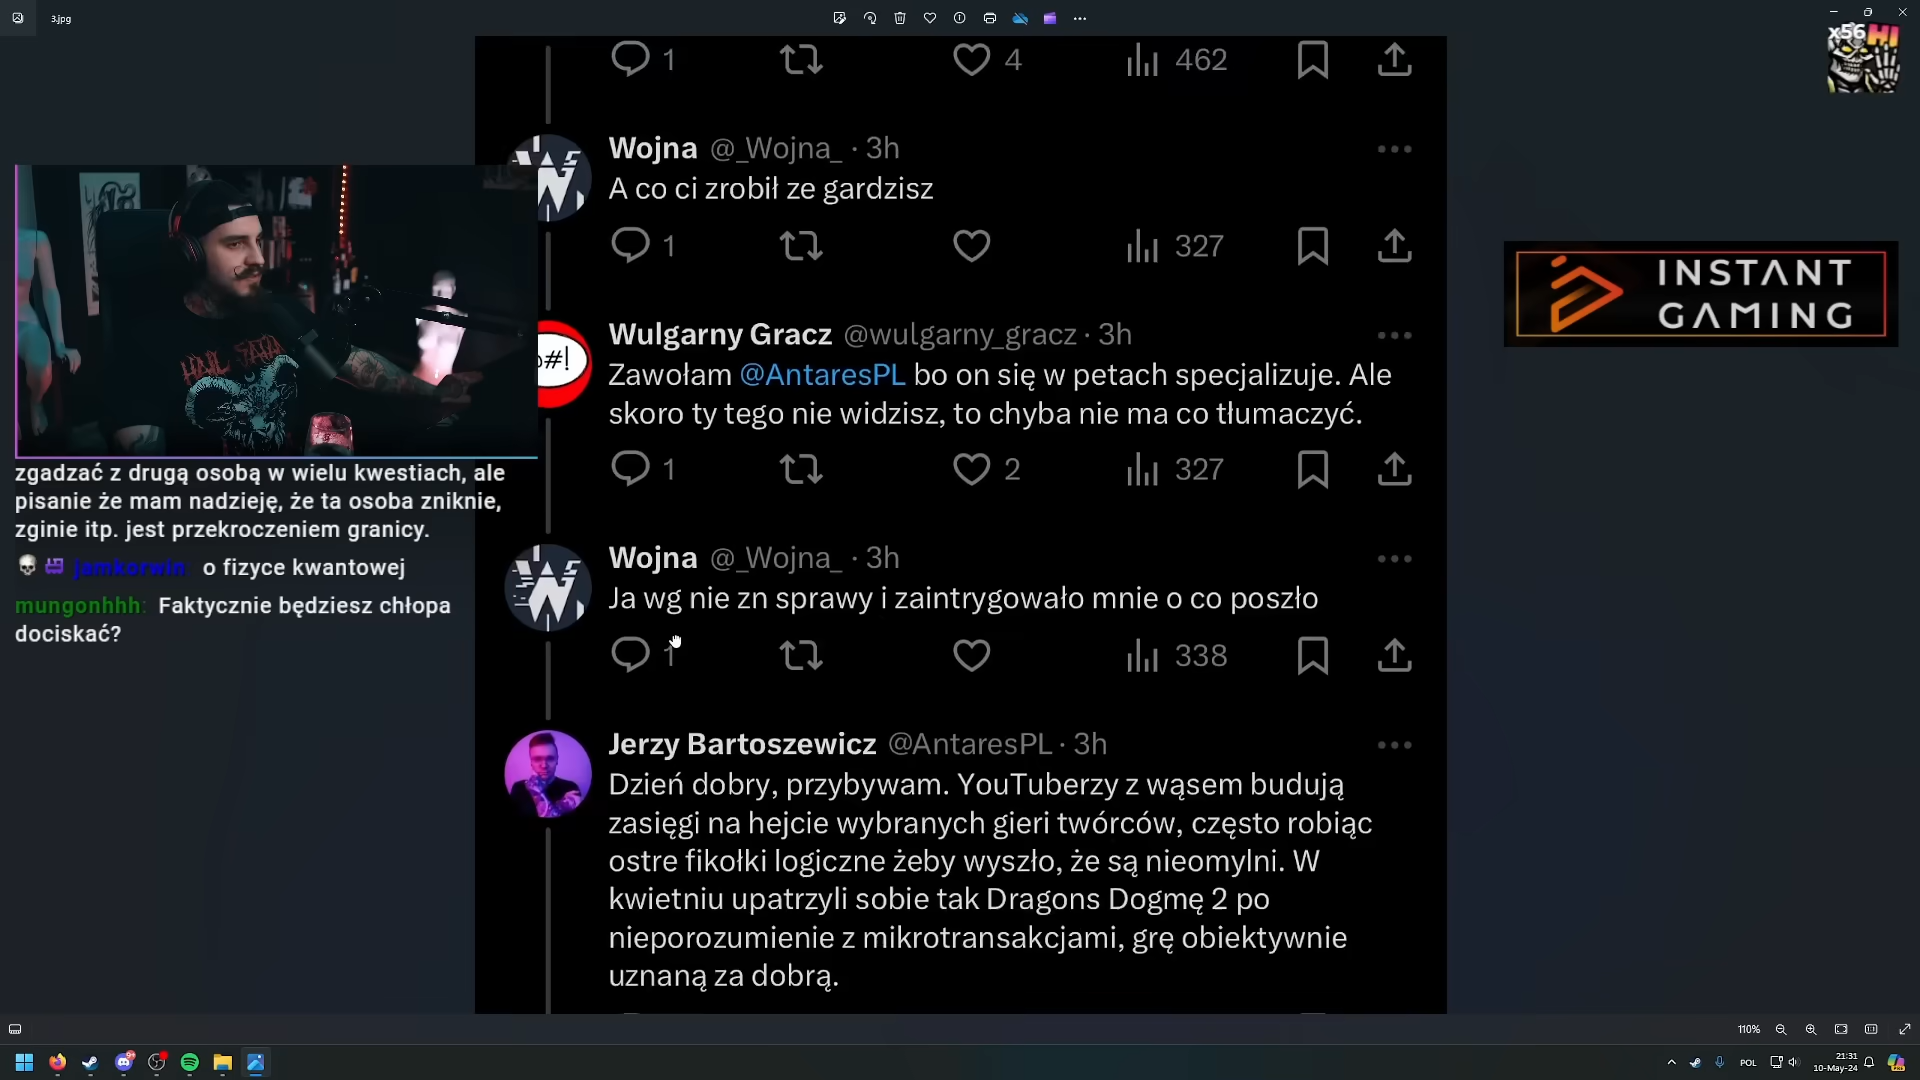 3.jpg
x56 HI
1 4 462
Wojna @_Wojna_ · 3h
A co ci zrobił ze gardzisz
1 327
INSTANT
GAMING
Wulgarny Gracz @wulgarny_gracz · 3h
#!
Zawołam @AntaresPL bo on się w petach specjalizuje. Ale
skoro ty tego nie widzisz, to chyba nie ma co tłumaczyć.
1 2 327
HAIL SATAN
zgadzać z drugą osobą w wielu kwestiach, ale
pisanie że mam nadzieję, że ta osoba zniknie,
zginie itp. jest przekroczeniem granicy.
jamkorwin o fizyce kwantowej
mungonhhh: Faktycznie będziesz chłopa
dociskać?
Wojna @_Wojna_ · 3h
Ja wg nie zn sprawy i zaintrygowało mnie o co poszło
1 338
Jerzy Bartoszewicz @AntaresPL · 3h
Dzień dobry, przybywam. YouTuberzy z wąsem budują
zasięgi na hejcie wybranych gieri twórców, często robiąc
ostre fikołki logiczne żeby wyszło, że są nieomylni. W
kwietniu upatrzyli sobie tak Dragons Dogmę 2 po
nieporozumienie z mikrotransakcjami, grę obiektywnie
uznaną za dobrą.
110%
POL
21:31
10-May-24